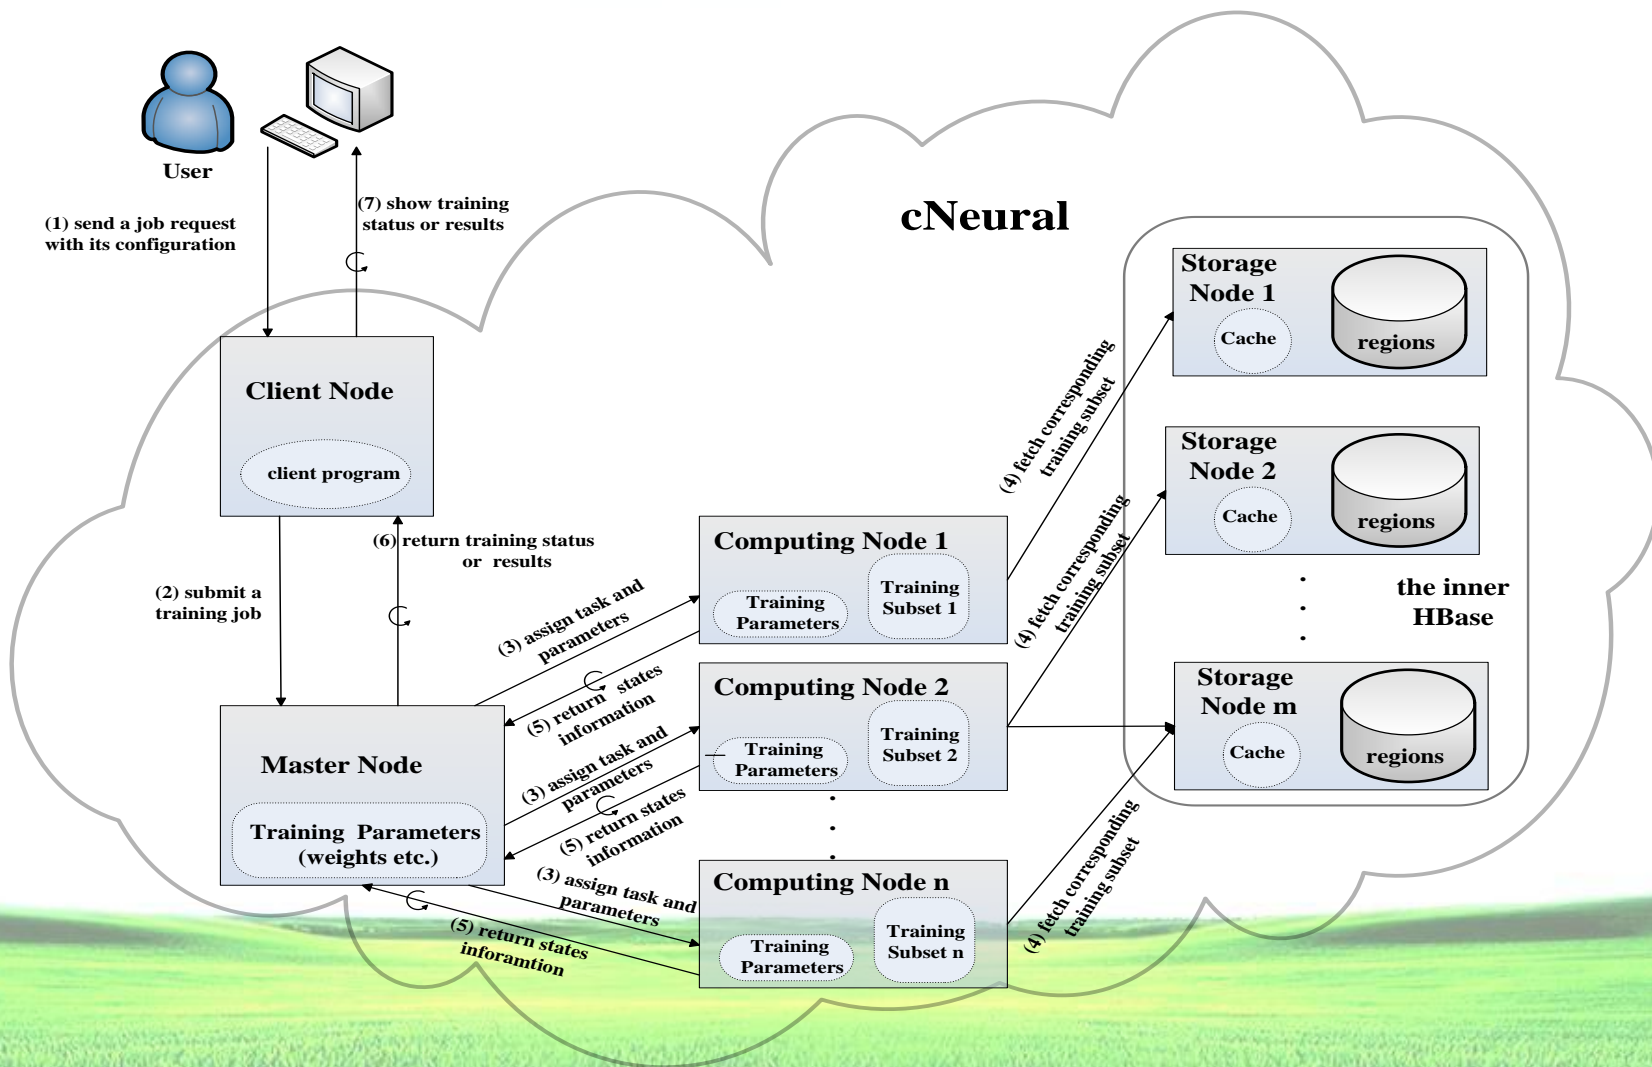 User
(1) send a job request
with its configuration
(7) show training
status or results
cNeural
Client Node
client program
(2) submit a
training job
(6) return training status
or results
Master Node
Training Parameters
(weights etc.)
(3) assign task and
parameters
(5) return states
information
(3) assign task and
parameters
(5) return states
information
(3) assign task and
parameters
(5) return states
inforamtion
Computing Node 1
Training
Parameters
Training
Subset 1
Computing Node 2
Training
Parameters
Training
Subset 2
Computing Node n
Training
Parameters
Training
Subset n
(4) fetch corresponding
training subset
(4) fetch corresponding
training subset
(4) fetch corresponding
training subset
Storage
Node 1
Cache
regions
Storage
Node 2
Cache
regions
the inner
HBase
Storage
Node m
Cache
regions